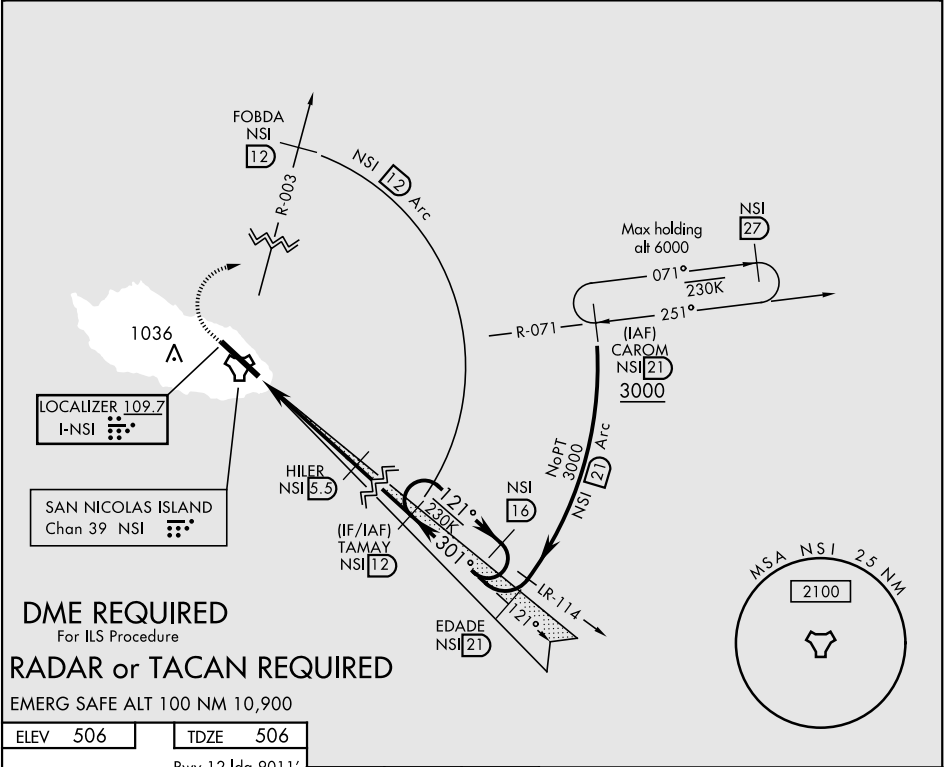 FOBDA
NSI
12
NSI 12 Arc
R-003
NSI
27
Max holding
alt 6000
071°
230K
251°
R-071
(IAF)
CAROM
NSI 21
3000
1036
LOCALIZER 109.7
I-NSI
SAN NICOLAS ISLAND
Chan 39 NSI
HILER
NSI 5.5
(IF/IAF)
TAMAY
NSI 12
121°
230K
301°
NSI
16
NoPT
3000
NSI 21 Arc
LR-114
121°
EDADE
NSI 21
MSA NSI 25 NM
2100
DME REQUIRED
For ILS Procedure
RADAR or TACAN REQUIRED
EMERG SAFE ALT 100 NM 10,900
ELEV 506
TDZE 506
Rwy 12 ldg 9011'